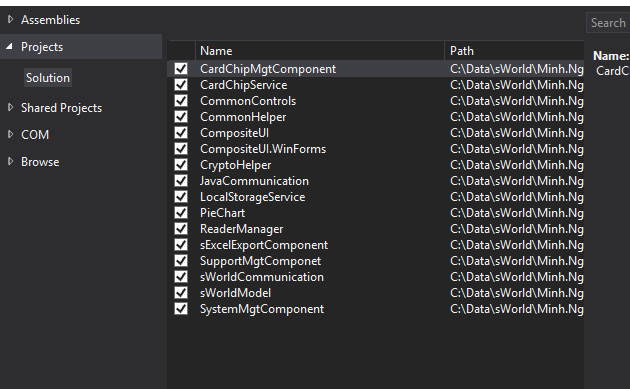 Assemblies
Projects
Solution
Shared Projects
COM
Browse
Name Path
CardChipMgtComponent C:\Data\sWorld\Minh.Ng
CardChipService C:\Data\sWorld\Minh.Ng
CommonControls C:\Data\sWorld\Minh.Ng
CommonHelper C:\Data\sWorld\Minh.Ng
CompositeUI C:\Data\sWorld\Minh.Ng
CompositeUI.WinForms C:\Data\sWorld\Minh.Ng
CryptoHelper C:\Data\sWorld\Minh.Ng
JavaCommunication C:\Data\sWorld\Minh.Ng
LocalStorageService C:\Data\sWorld\Minh.Ng
PieChart C:\Data\sWorld\Minh.Ng
ReaderManager C:\Data\sWorld\Minh.Ng
sExcelExportComponent C:\Data\sWorld\Minh.Ng
SupportMgtComponet C:\Data\sWorld\Minh.Ng
sWorldCommunication C:\Data\sWorld\Minh.Ng
sWorldModel C:\Data\sWorld\Minh.Ng
SystemMgtComponent C:\Data\sWorld\Minh.Ng
Search
Name:
CardC